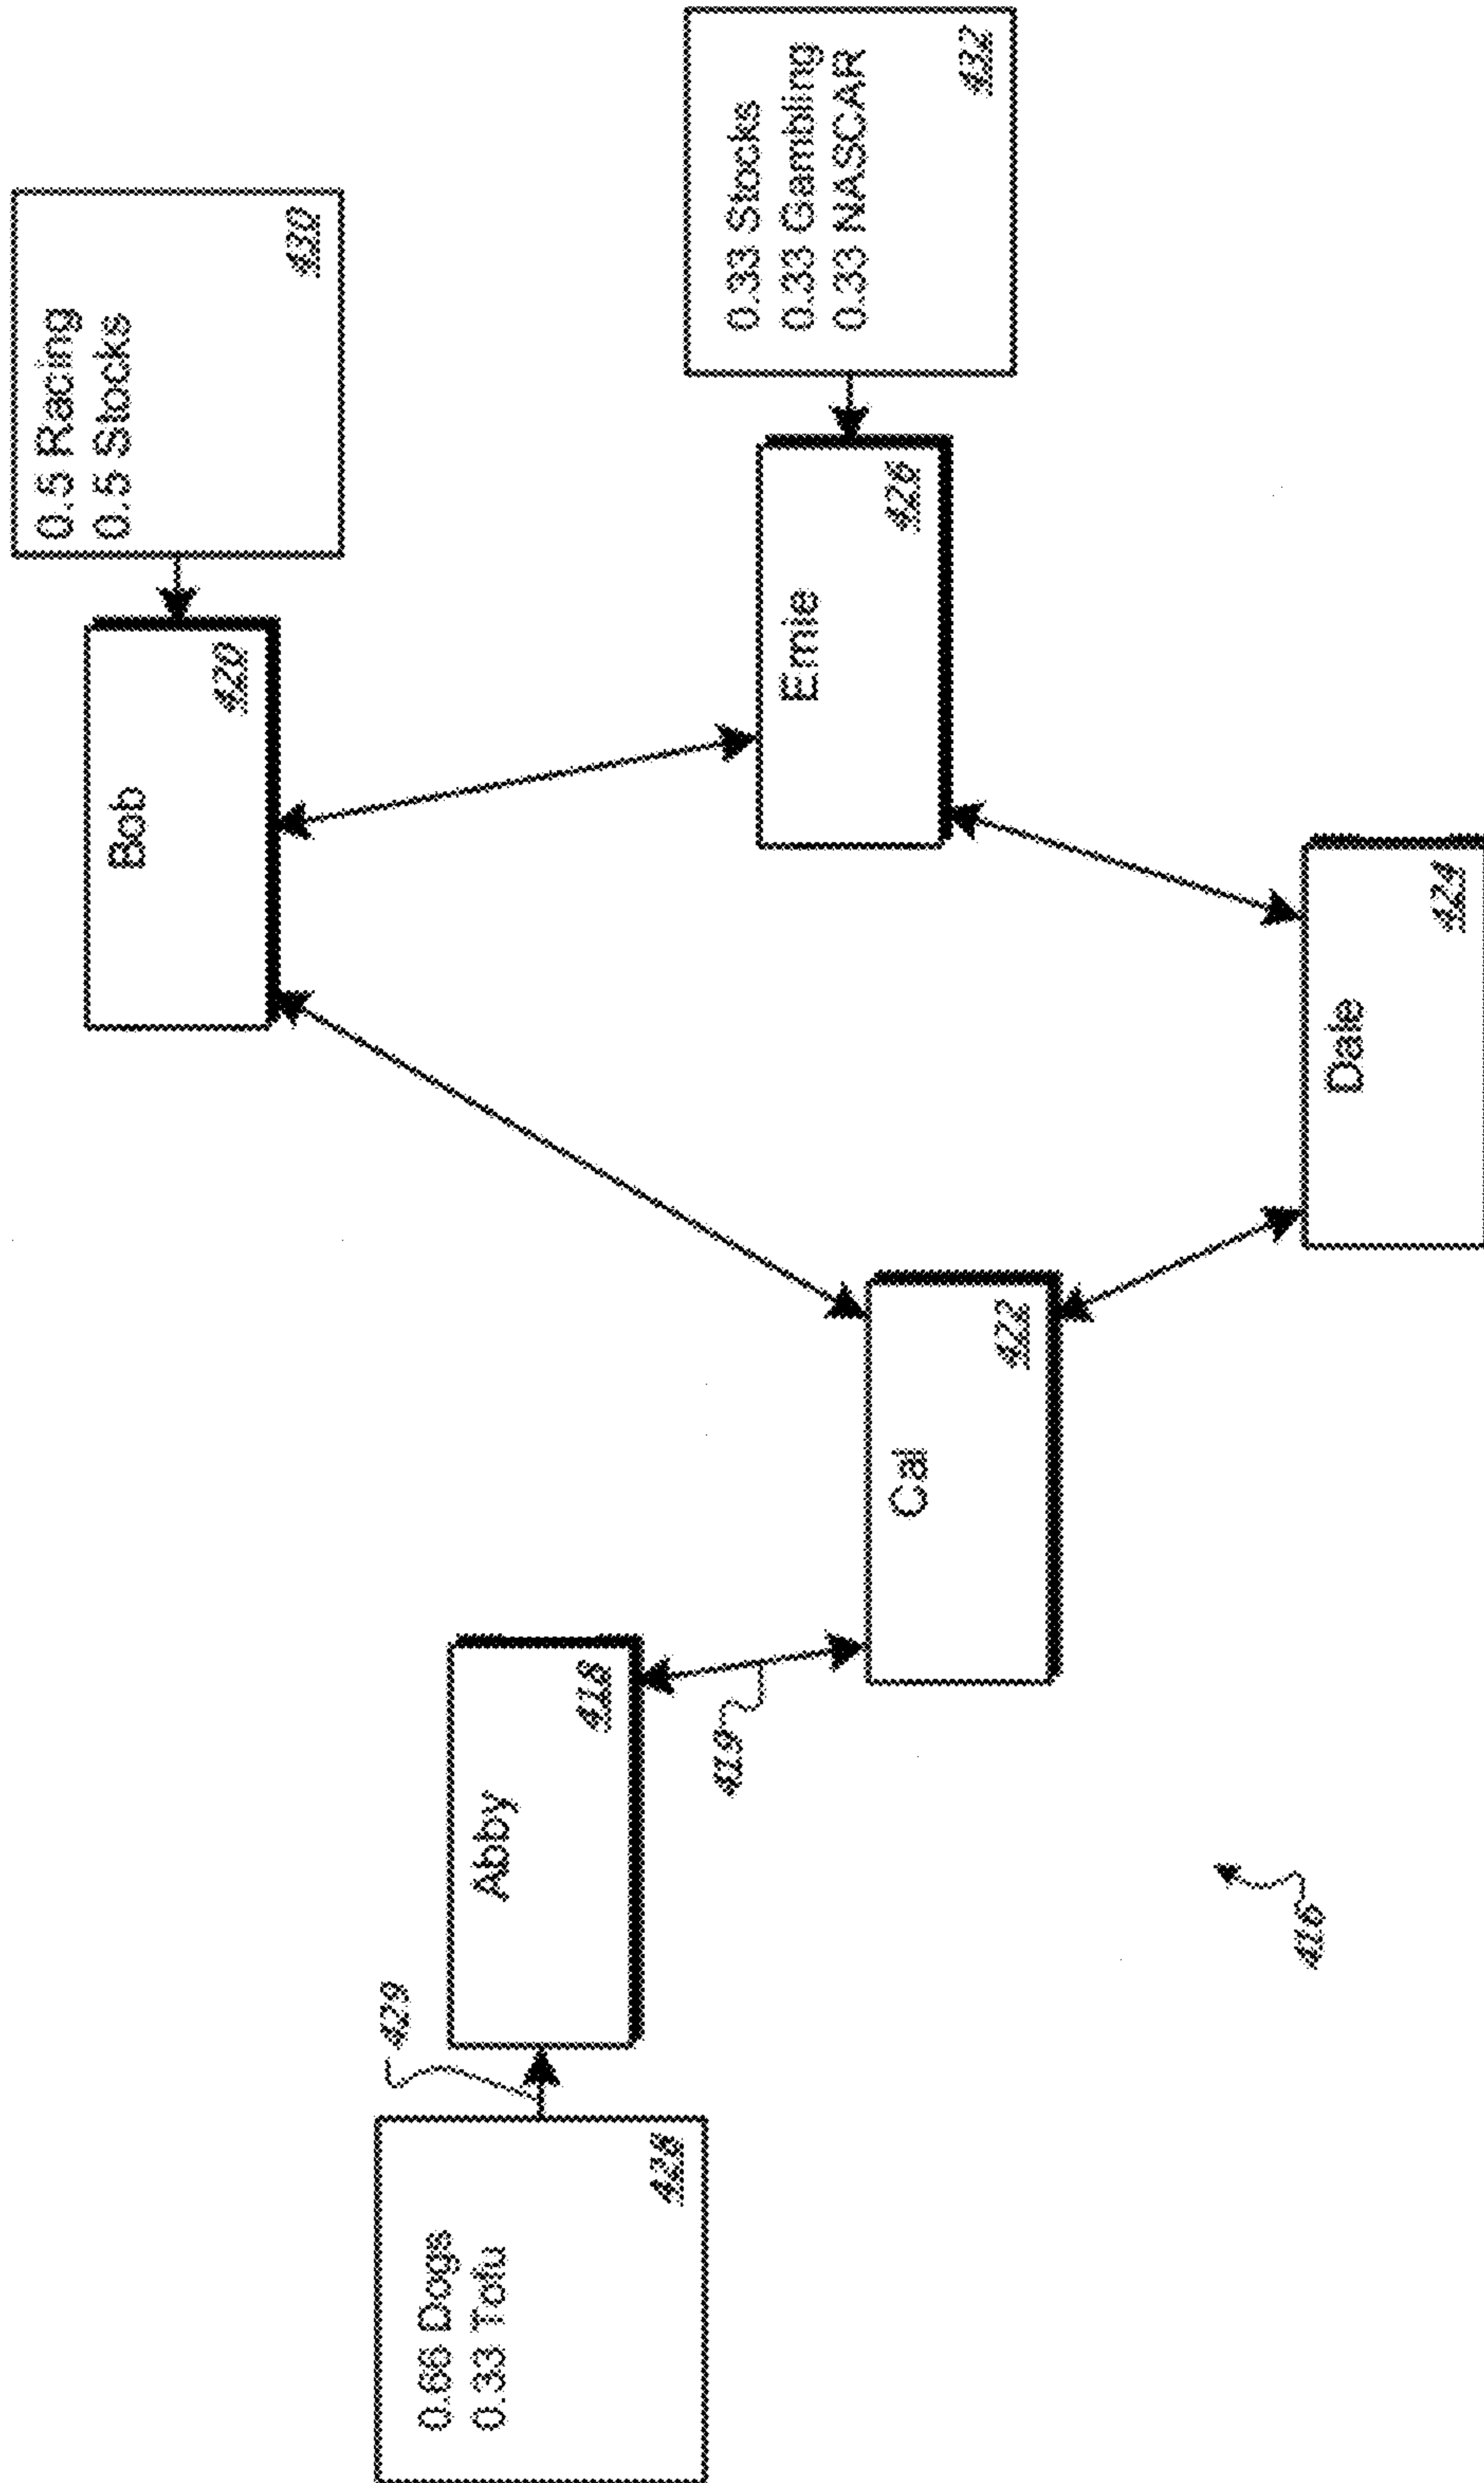 0.5 Racing
0.5 Stocks
430
Bob
420
0.33 Stocks
0.33 Gambling
0.33 NASCAR
432
Ernie
426
0.66 Dogs
0.33 Tofu
428
429
Abby
418
419
Cal
422
Dale
424
416